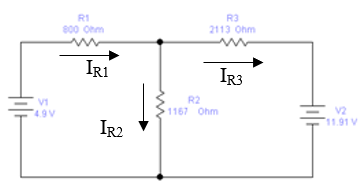 R1
800 Ohm
R3
2113 Ohm
IR1
IR3
V1
4.9 V
R2
1167 Ohm
IR2
V2
11.91 V